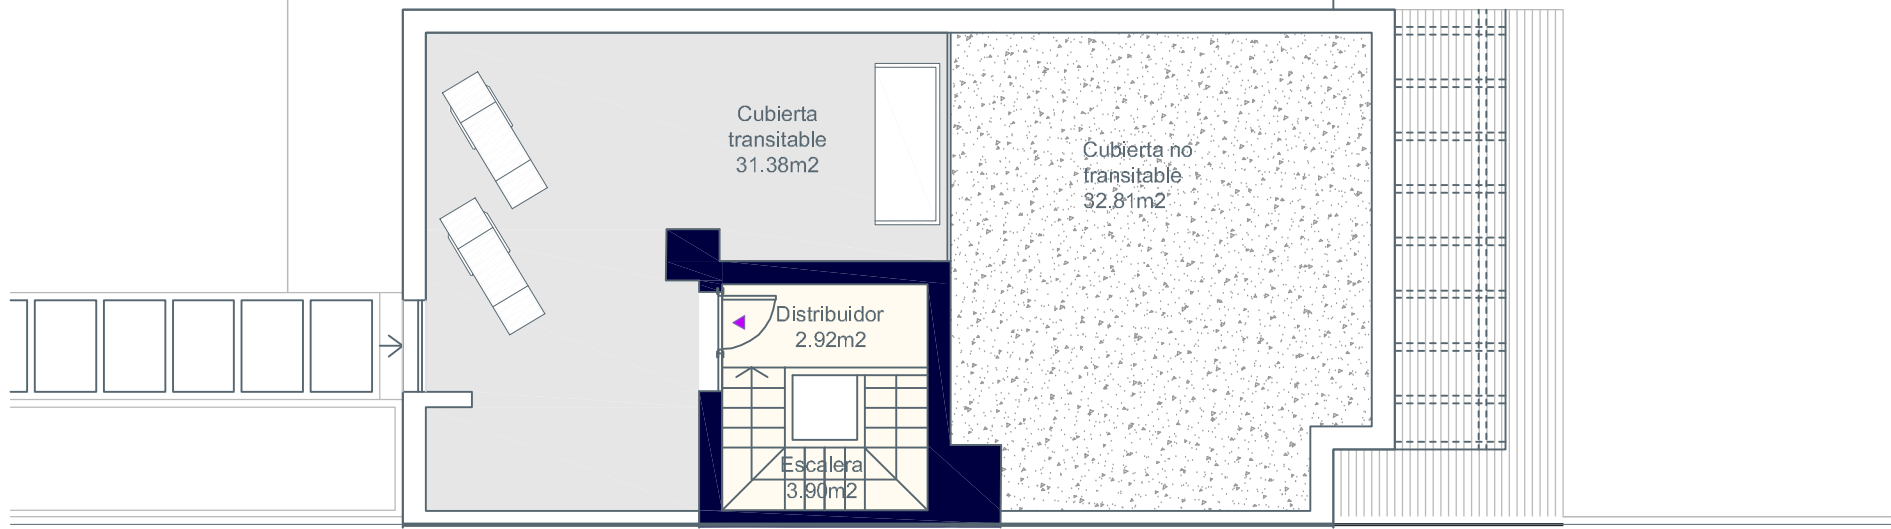 Cubierta
transitable
31.38m2
Cubierta no
transitable
32.81m2
Distribuidor
2.92m2
Escalera
3.90m2